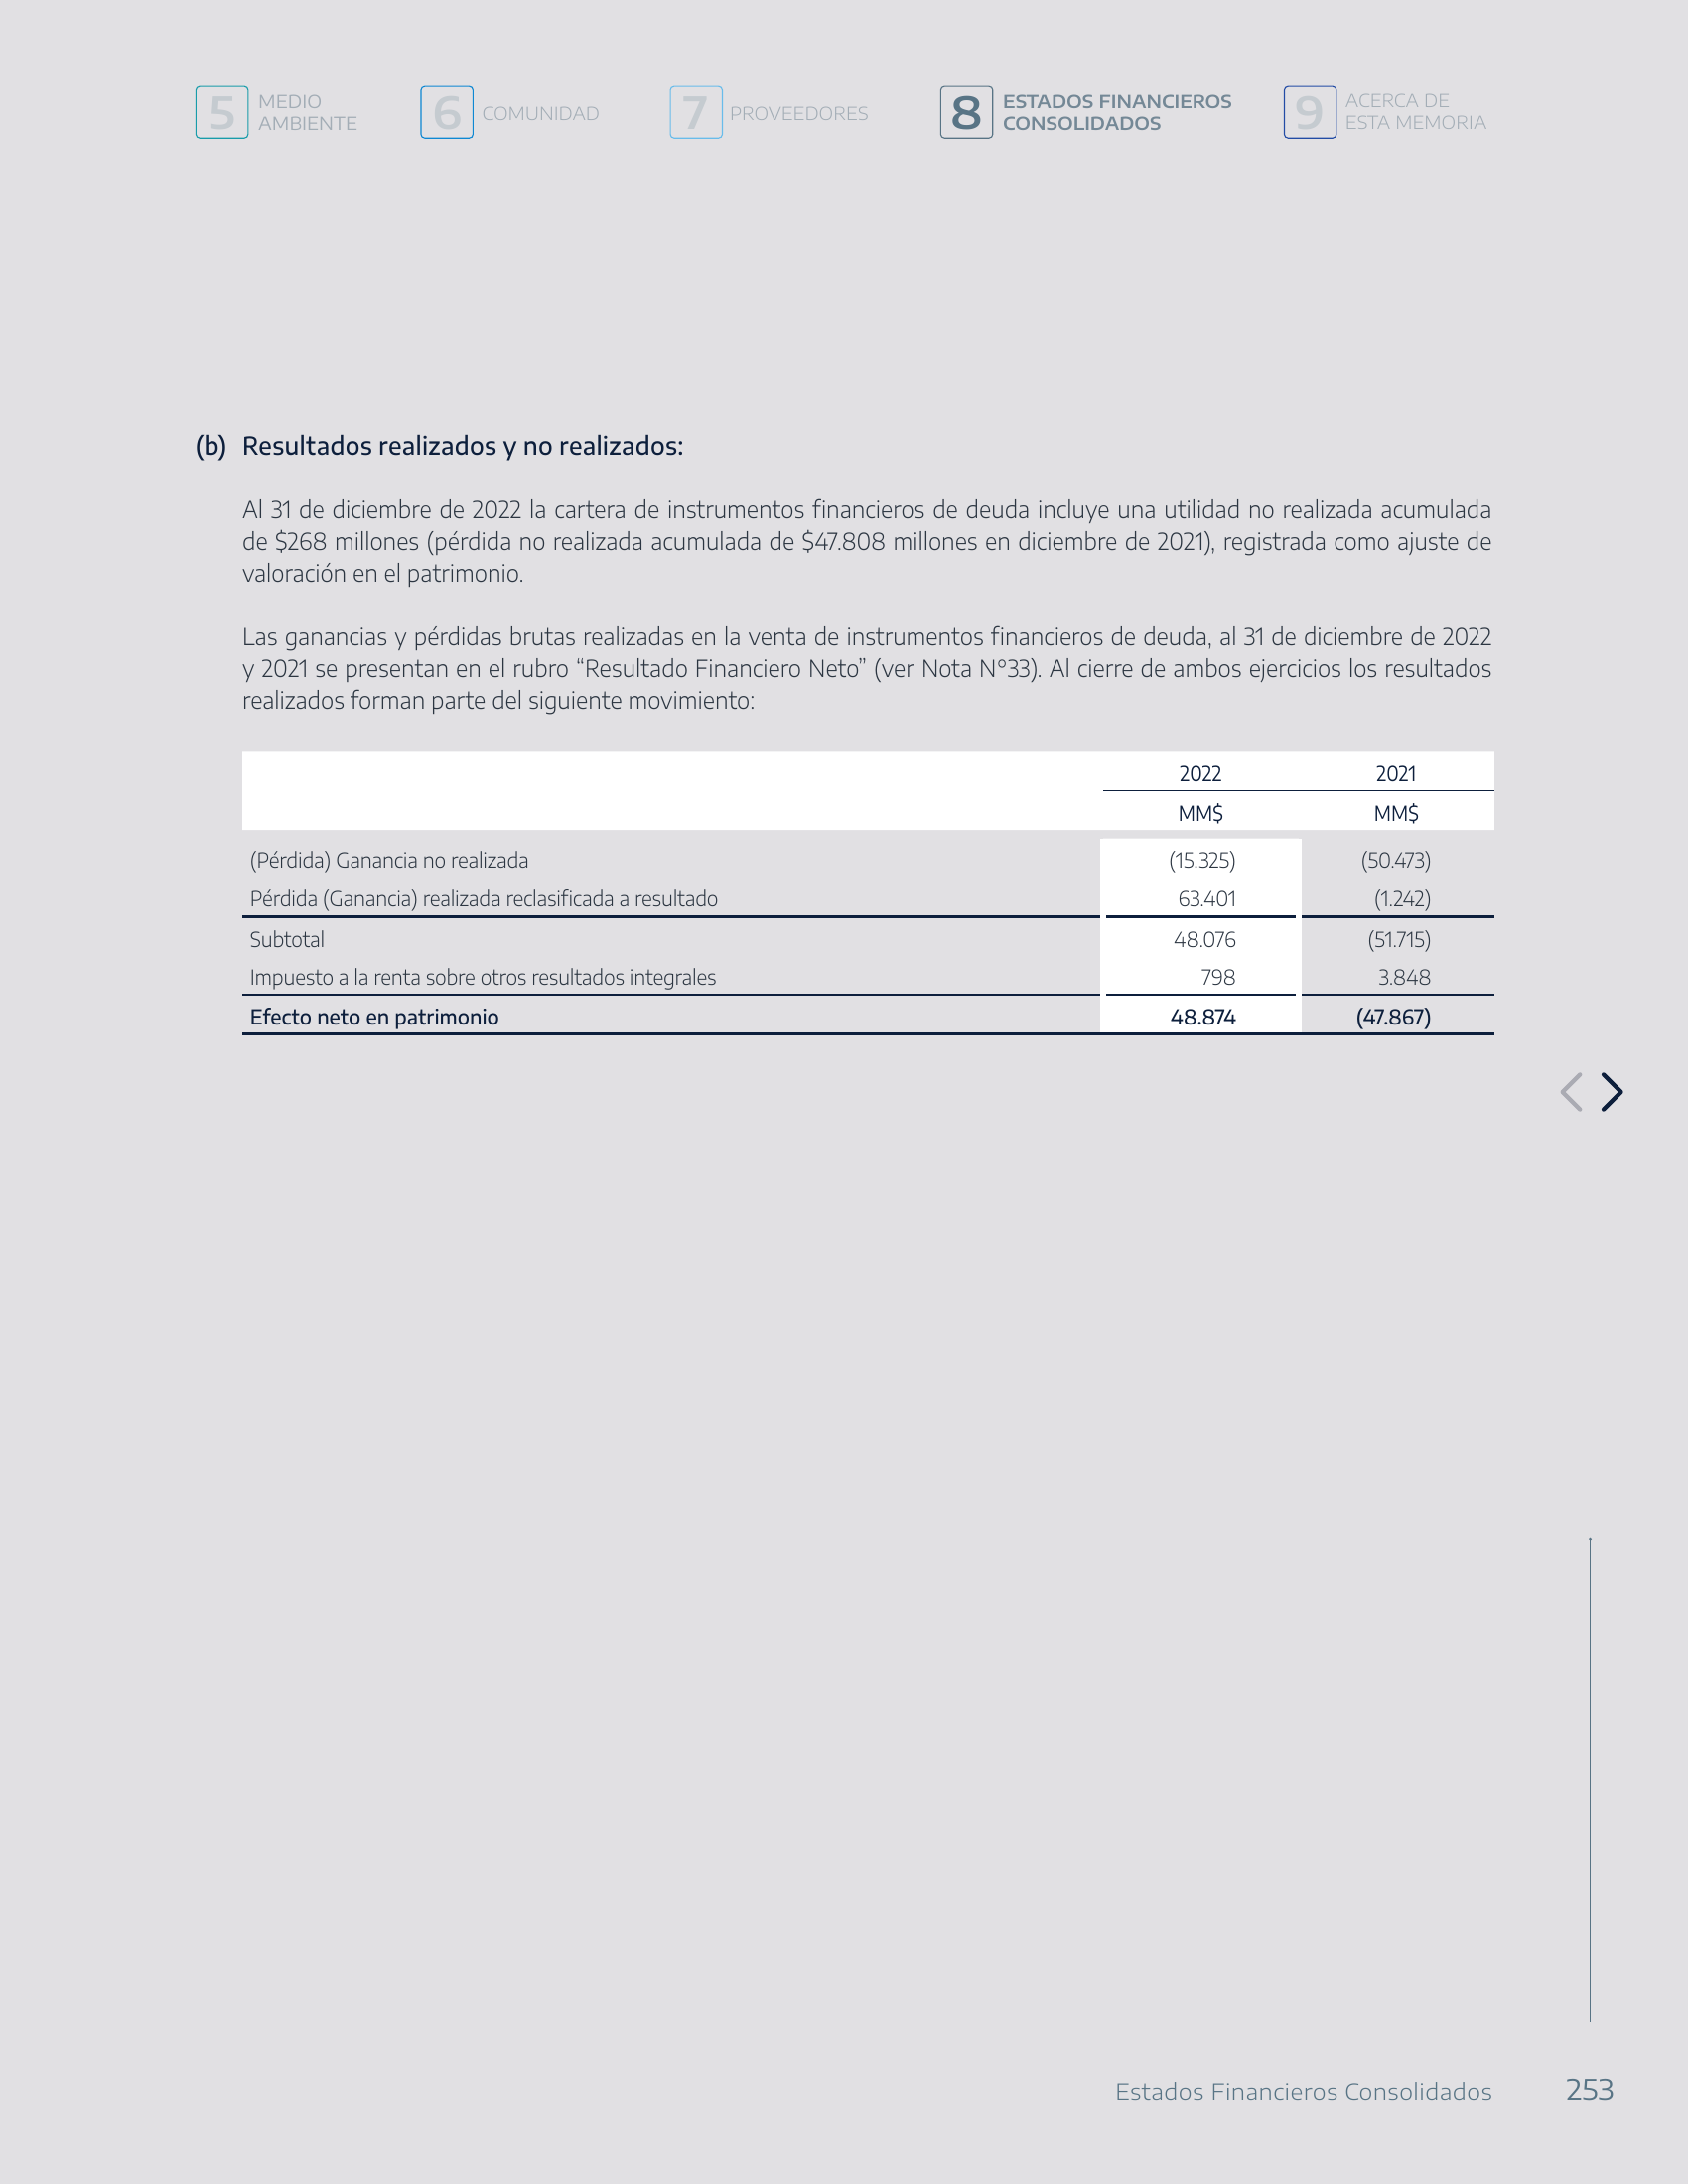 5 MEDIO AMBIENTE
6 COMUNIDAD
7 PROVEEDORES
8 ESTADOS FINANCIEROS CONSOLIDADOS
9 ACERCA DE ESTA MEMORIA
(b) Resultados realizados y no realizados:
Al 31 de diciembre de 2022 la cartera de instrumentos financieros de deuda incluye una utilidad no realizada acumulada
de $268 millones (pérdida no realizada acumulada de $47.808 millones en diciembre de 2021), registrada como ajuste de
valoración en el patrimonio.
Las ganancias y pérdidas brutas realizadas en la venta de instrumentos financieros de deuda, al 31 de diciembre de 2022
y 2021 se presentan en el rubro “Resultado Financiero Neto” (ver Nota N°33). Al cierre de ambos ejercicios los resultados
realizados forman parte del siguiente movimiento:
2022 2021
MM$ MM$
(Pérdida) Ganancia no realizada (15.325) (50.473)
Pérdida (Ganancia) realizada reclasificada a resultado 63.401 (1.242)
Subtotal 48.076 (51.715)
Impuesto a la renta sobre otros resultados integrales 798 3.848
Efecto neto en patrimonio 48.874 (47.867)
Estados Financieros Consolidados 253